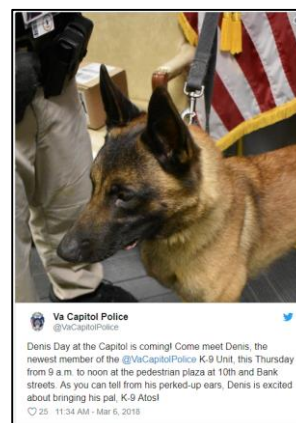 Va Capitol Police
@VaCapitolPolice
Denis Day at the Capitol is coming! Come meet Denis, the
newest member of the @VaCapitolPolice K-9 Unit, this Thursday
from 9 a.m. to noon at the pedestrian plaza at 10th and Bank
streets. As you can tell from his perked-up ears, Denis is excited
about bringing his pal, K-9 Atos!
25 11:34 AM - Mar 6, 2018